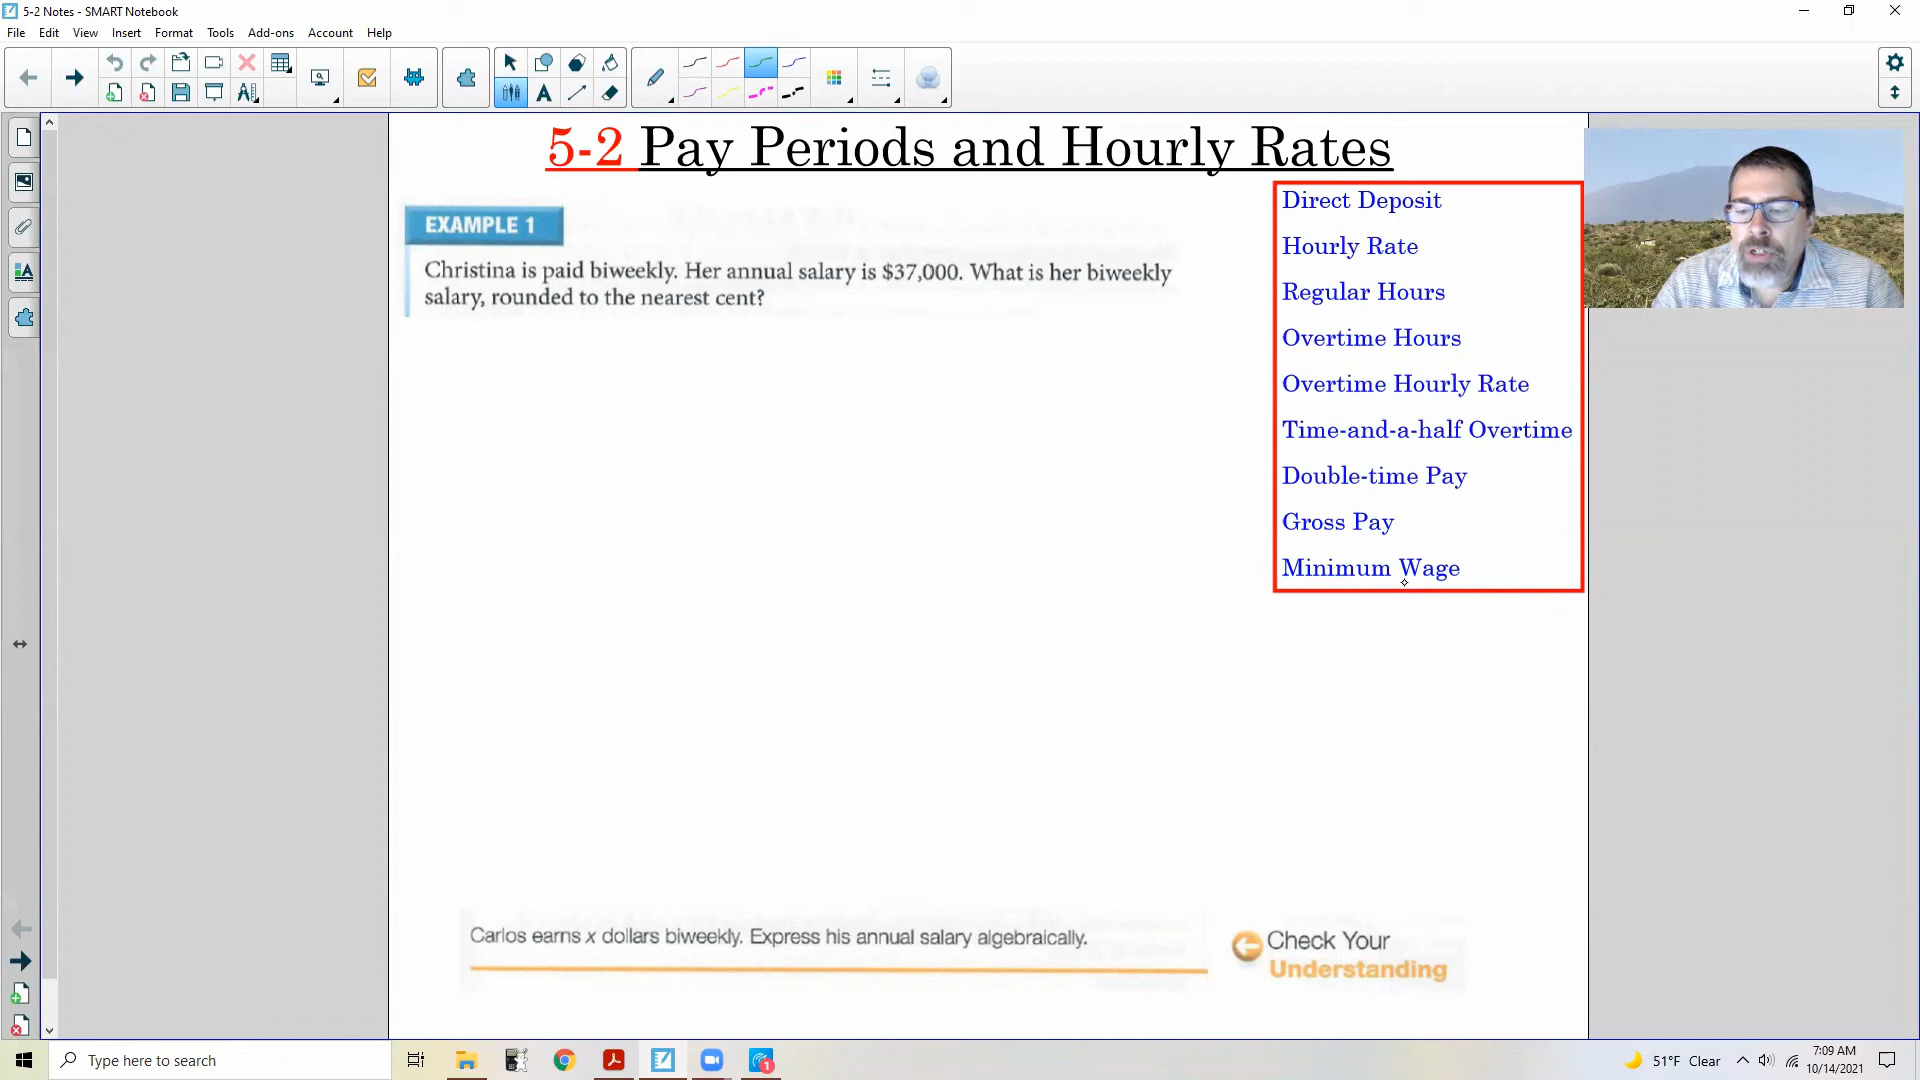 5-2 Notes - SMART Notebook
File Edit View Insert Format Tools Add-ons Account Help
5-2 Pay Periods and Hourly Rates
EXAMPLE 1
Christina is paid biweekly. Her annual salary is $37,000. What is her biweekly
salary, rounded to the nearest cent?
Direct Deposit
Hourly Rate
Regular Hours
Overtime Hours
Overtime Hourly Rate
Time-and-a-half Overtime
Double-time Pay
Gross Pay
Minimum Wage
Carlos earns x dollars biweekly. Express his annual salary algebraically.
Check Your
Understanding
Type here to search
1
51°F Clear
7:09 AM
10/14/2021